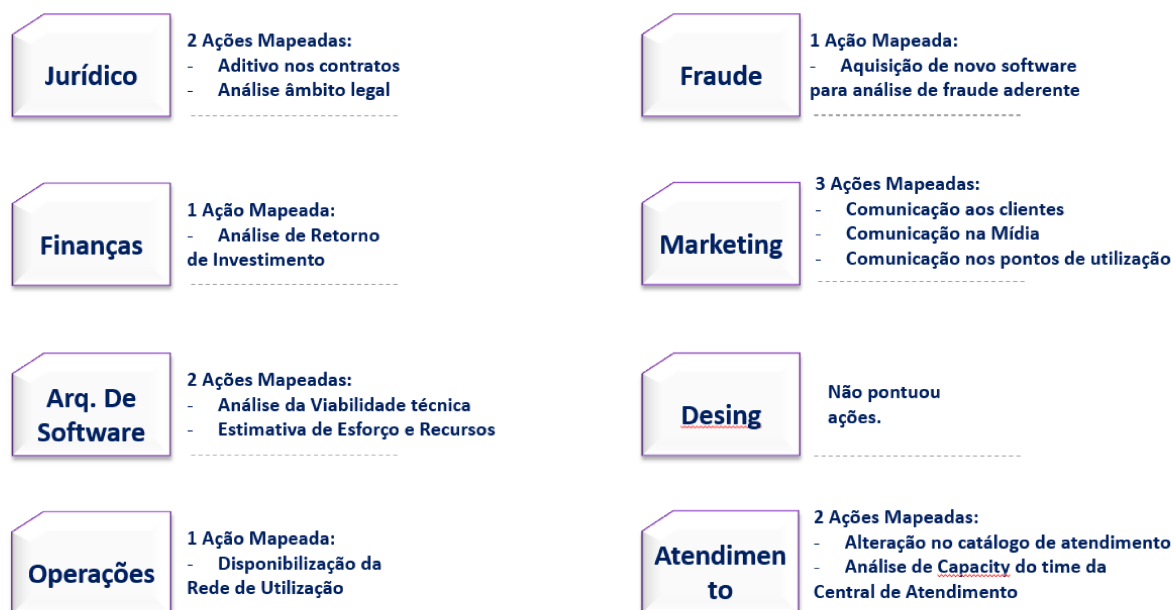 Jurídico
2 Ações Mapeadas:
- Aditivo nos contratos
- Análise âmbito legal
Fraude
1 Ação Mapeada:
- Aquisição de novo software
para análise de fraude aderente
Finanças
1 Ação Mapeada:
- Análise de Retorno
de Investimento
Marketing
3 Ações Mapeadas:
- Comunicação aos clientes
- Comunicação na Mídia
- Comunicação nos pontos de utilização
Arq. De
Software
2 Ações Mapeadas:
- Análise da Viabilidade técnica
- Estimativa de Esforço e Recursos
Desing
Não pontuou
ações.
Operações
1 Ação Mapeada:
- Disponibilização da
Rede de Utilização
Atendimen
to
2 Ações Mapeadas:
- Alteração no catálogo de atendimento
- Análise de Capacity do time da
Central de Atendimento